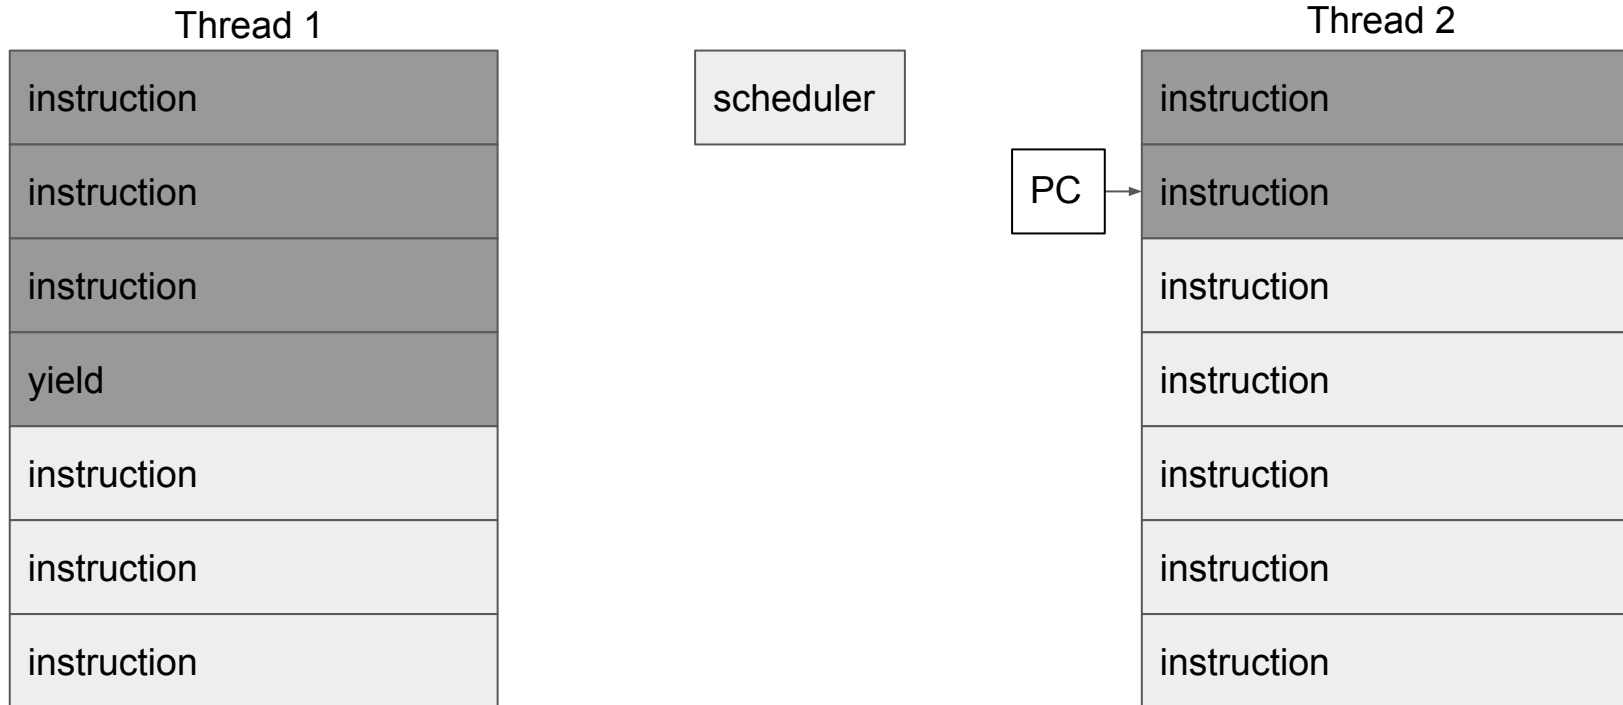 Thread 1
instruction
instruction
instruction
yield
instruction
instruction
instruction
scheduler
PC
Thread 2
instruction
instruction
instruction
instruction
instruction
instruction
instruction